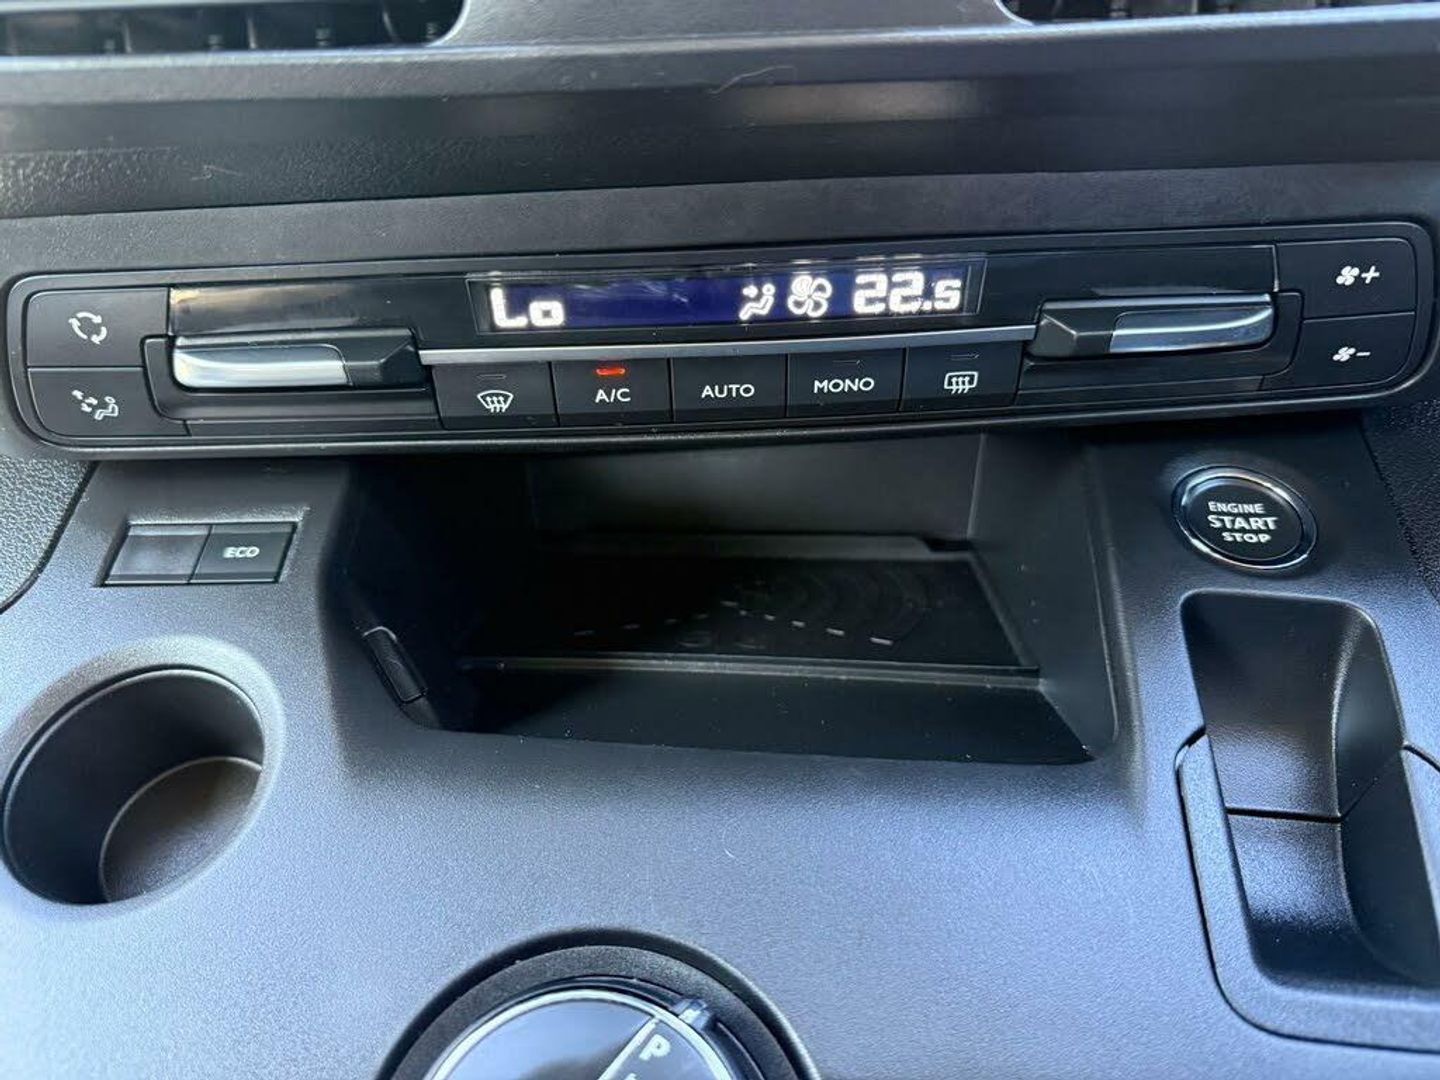 Lo 22.5
A/C AUTO MONO
ECO
ENGINE
START
STOP
P